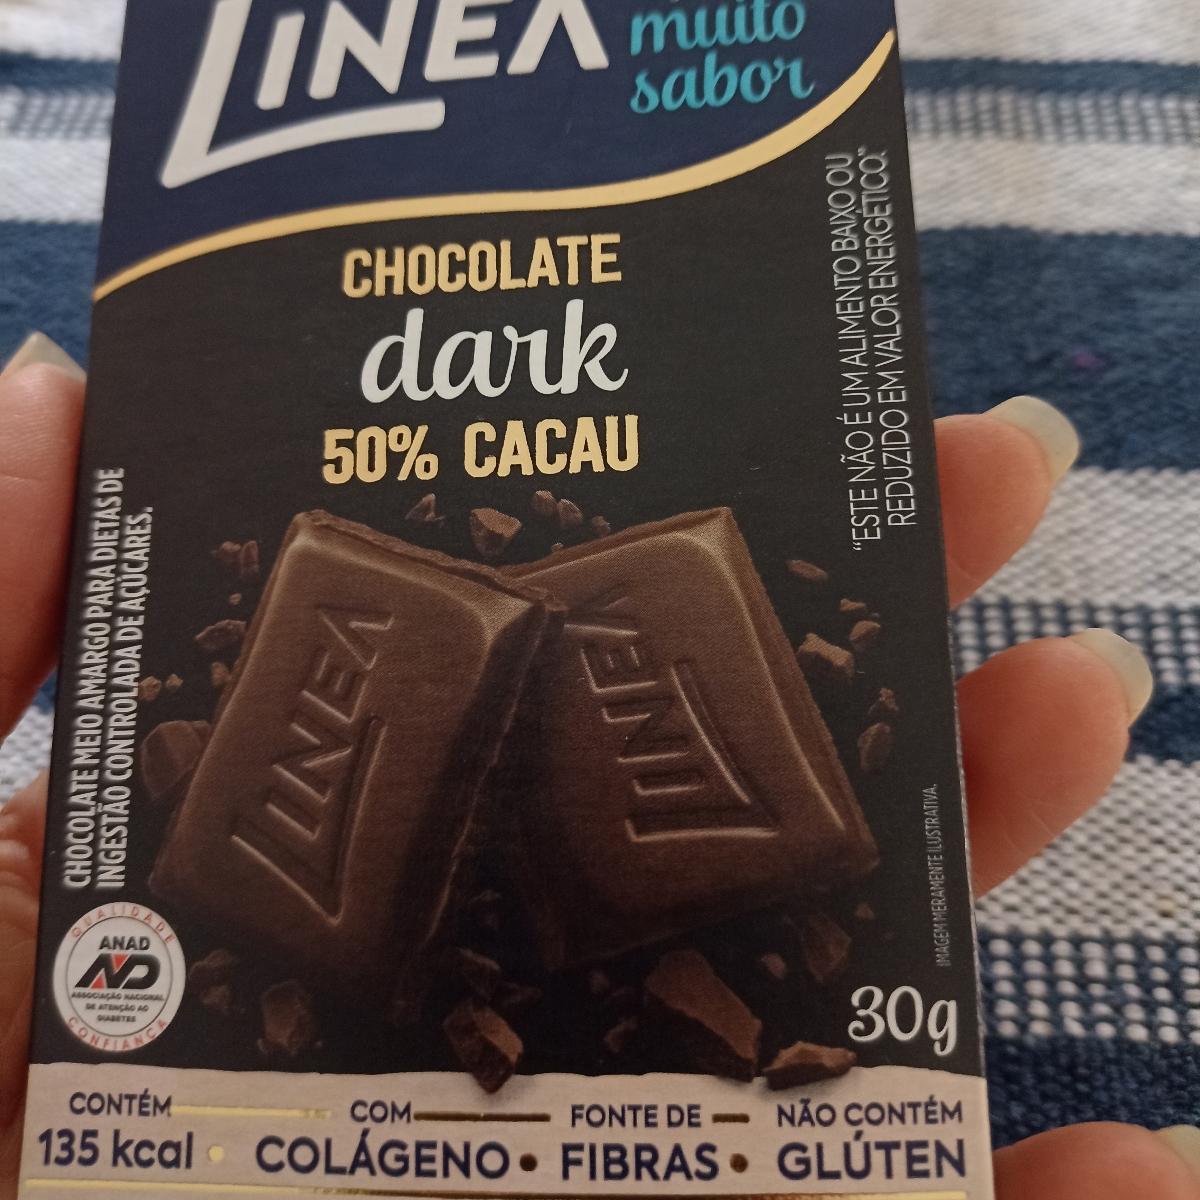 LINEA
muito
sabor
CHOCOLATE
dark
50% CACAU
"ESTE NÃO É UM ALIMENTO BAIXO OU
REDUZIDO EM VALOR ENERGÉTICO."
CHOCOLATE MEIO AMARGO PARA DIETAS DE
INGESTÃO CONTROLADA DE AÇÚCARES.
LINEA
LINEA
IMAGEM MERAMENTE ILUSTRATIVA.
QUALIDADE
ANAD
ASSOCIAÇÃO NACIONAL
DE ATENÇÃO AO
DIABETES
CONFIANÇA
30g
CONTÉM
135 kcal
COM
COLÁGENO
FONTE DE
FIBRAS
NÃO CONTÉM
GLÚTEN